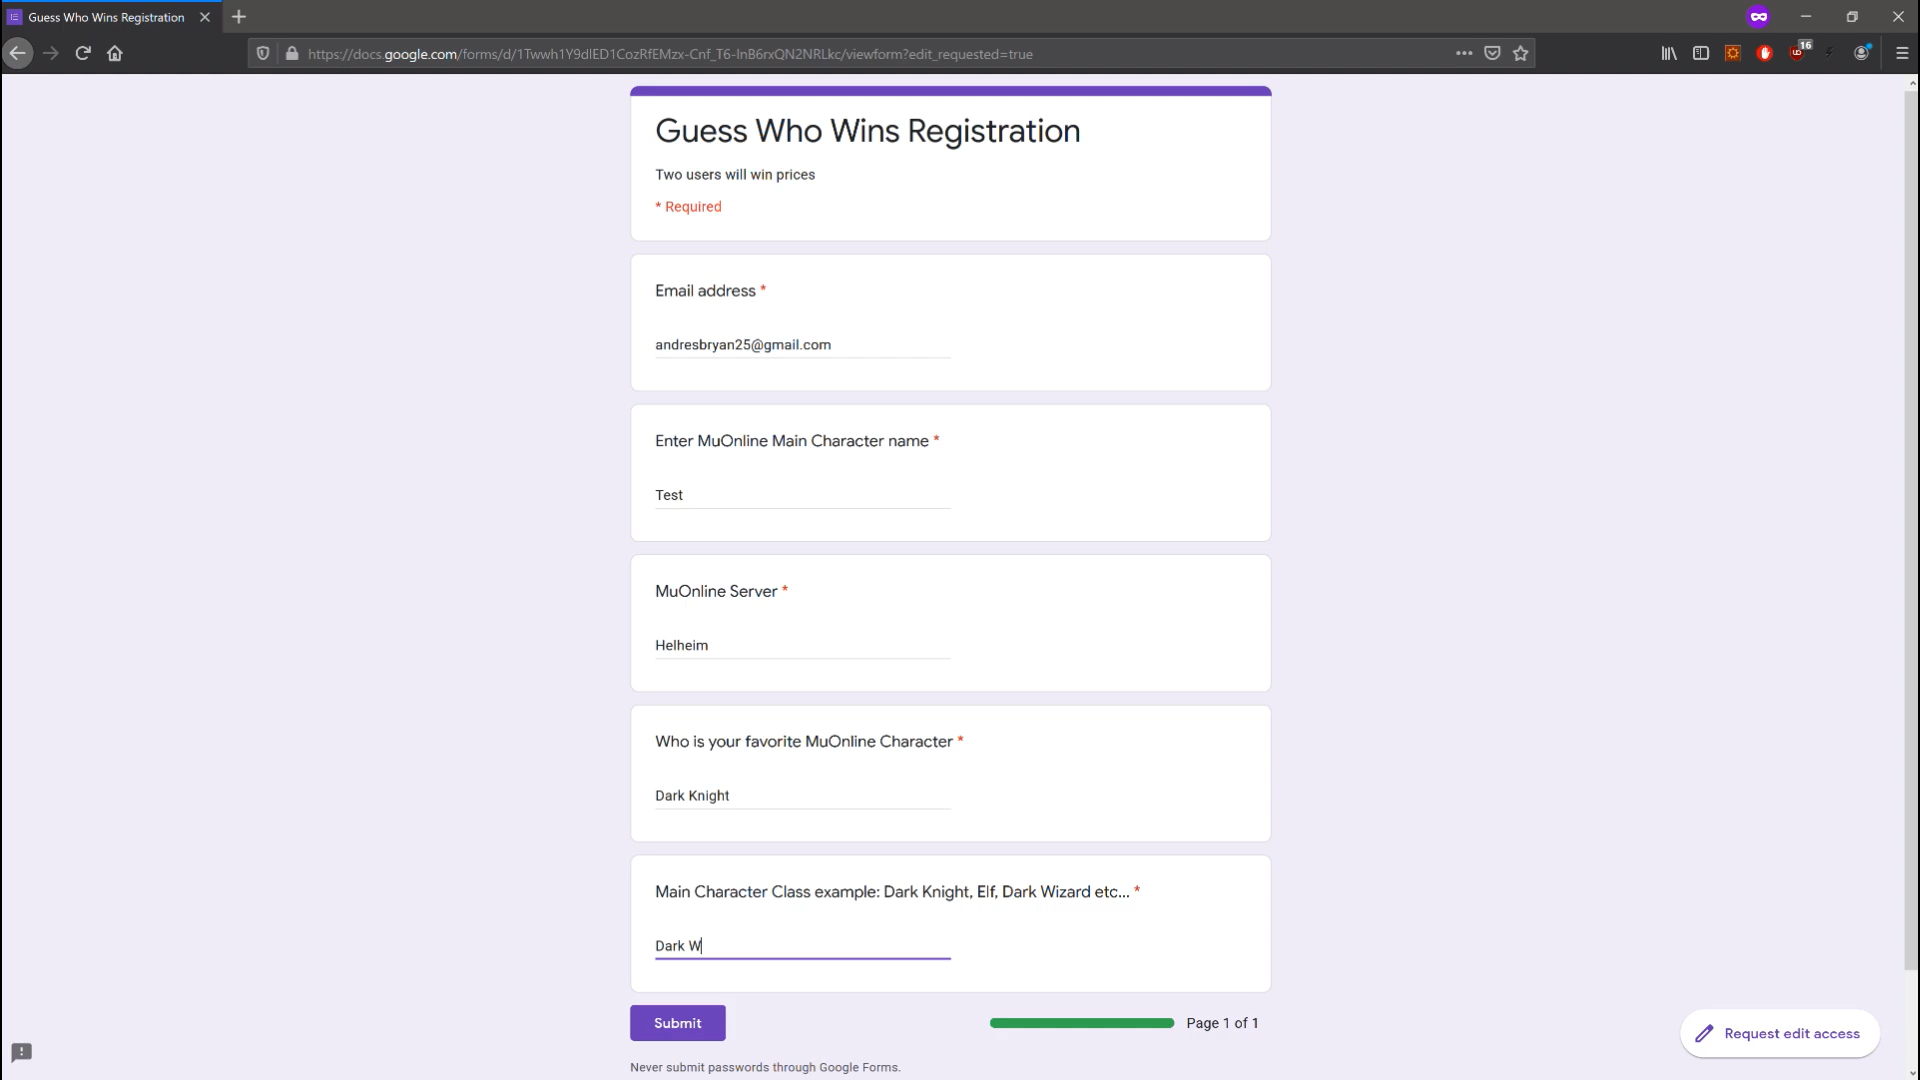 Guess Who Wins Registration
https://docs.google.com/forms/d/1Twwh1Y9dlED1CozRfEMzx-Cnf_T6-InB6rxQN2NRLkc/viewform?edit_requested=true
16
Guess Who Wins Registration
Two users will win prices
* Required
Email address *
andresbryan25@gmail.com
Enter MuOnline Main Character name *
Test
MuOnline Server *
Helheim
Who is your favorite MuOnline Character *
Dark Knight
Main Character Class example: Dark Knight, Elf, Dark Wizard etc... *
Dark W
Submit
Page 1 of 1
Request edit access
Never submit passwords through Google Forms.